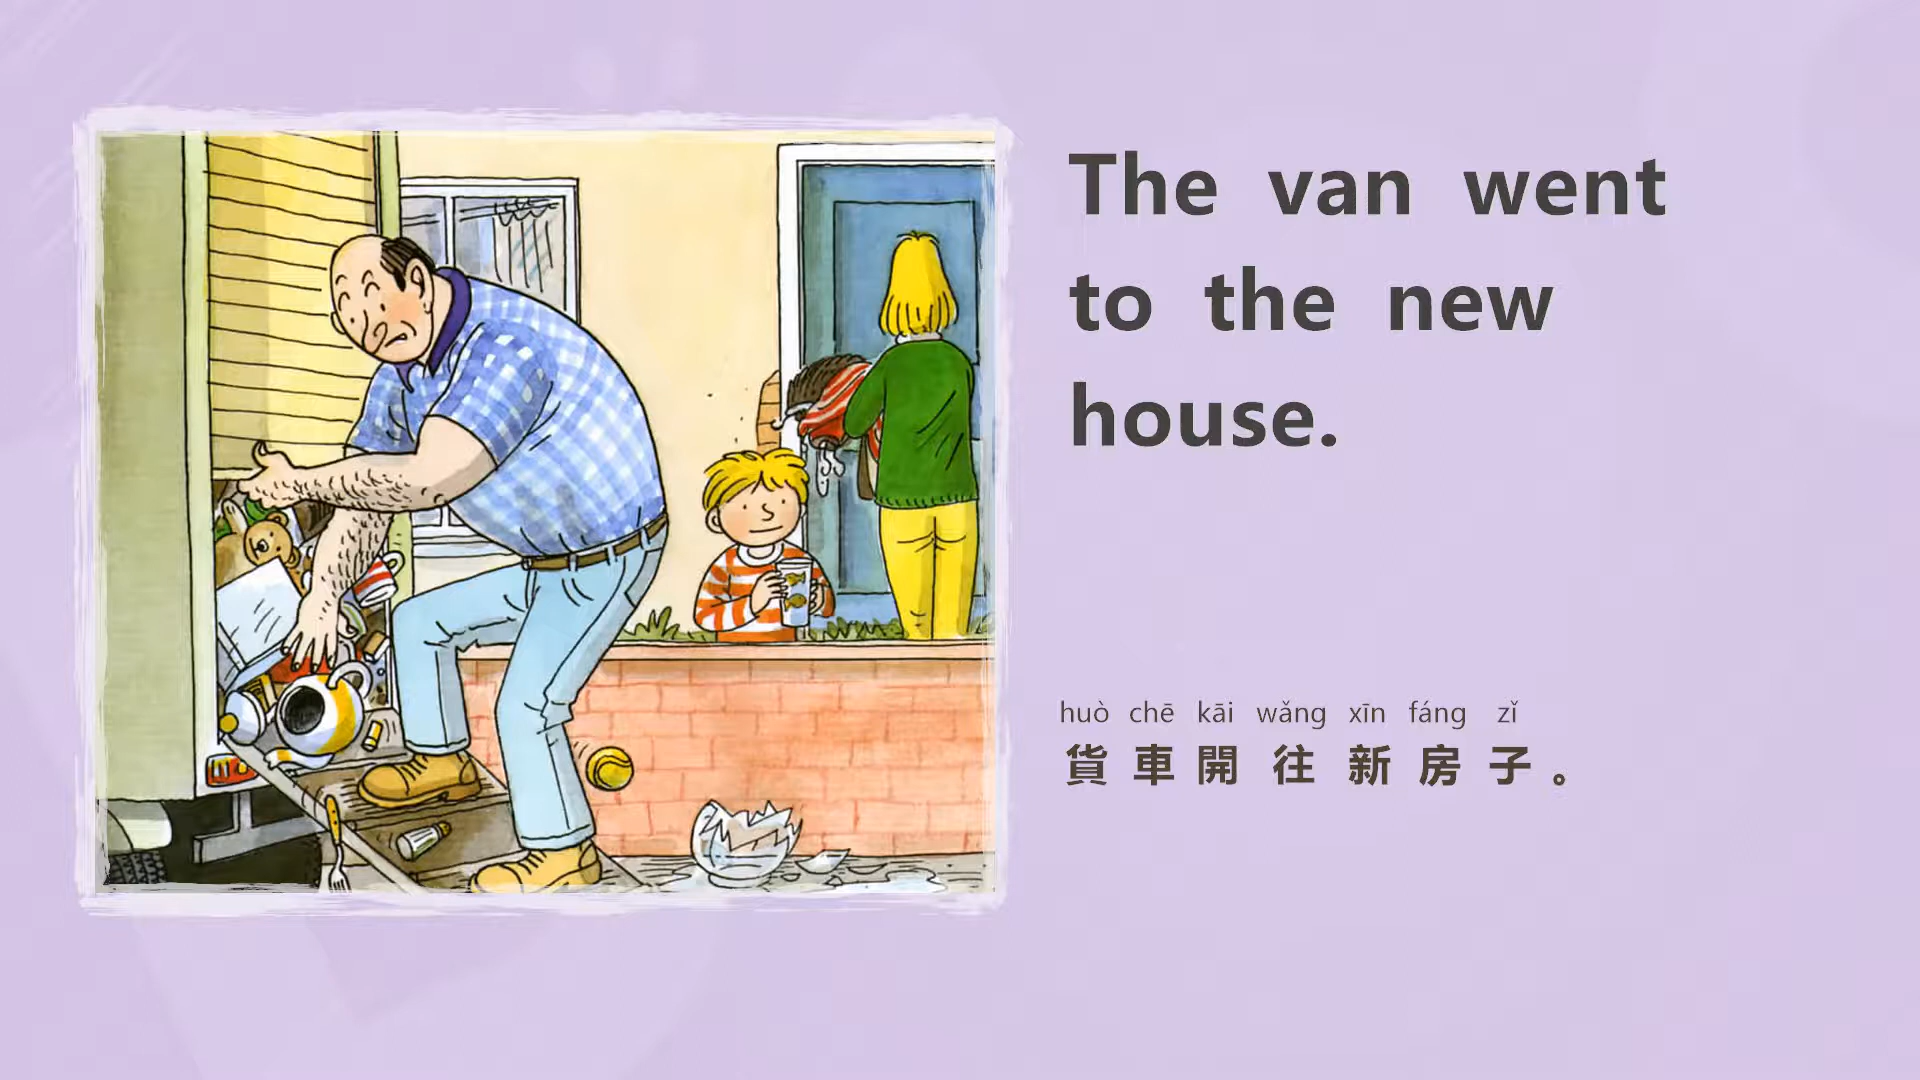 The van went
to the new
house.
huò chē kāi wǎng xīn fáng zǐ
貨車開往新房子。